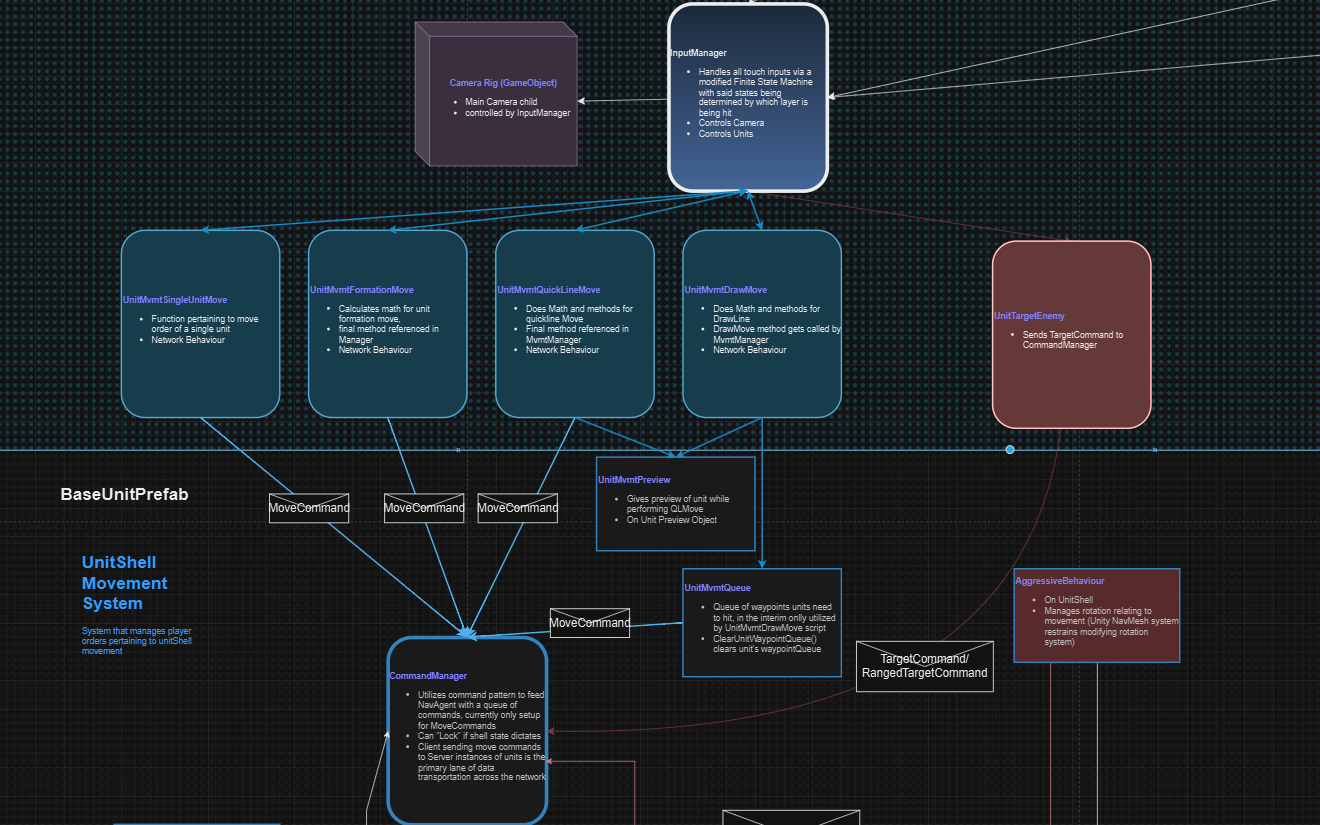 InputManager
Handles all touch inputs via a
modified Finite State Machine
with said states being
determined by which layer is
being hit
Controls Camera
Controls Units
Camera Rig (GameObject)
Main Camera child
controlled by InputManager
UnitMvmtSingleUnitMove
Function pertaining to move
order of a single unit
Network Behaviour
UnitMvmtFormationMove
Calculates math for unit
formation move,
final method referenced in
Manager
Network Behaviour
UnitMvmtQuickLineMove
Does Math and methods for
quickline Move
Final method referenced in
MvmtManager
Network Behaviour
UnitMvmtDrawMove
Does Math and methods for
DrawLine
DrawMove method gets called by
MvmtManager
Network Behaviour
UnitTargetEnemy
Sends TargetCommand to
CommandManager
BaseUnitPrefab
MoveCommand
MoveCommand
MoveCommand
UnitMvmtPreview
Gives preview of unit while
performing QLMove
On Unit Preview Object
UnitShell
Movement
System
System that manages player
orders pertaining to unitShell
movement
UnitMvmtQueue
Queue of waypoints units need
to hit, in the interim onlly utilized
by UnitMvmtDrawMove script
ClearUnitWaypointQueue()
clears unit's waypointQueue
MoveCommand
AggressiveBehaviour
On UnitShell
Manages rotation relating to
movement (Unity NavMesh system
restrains modifying rotation
system)
TargetCommand/
RangedTargetCommand
CommandManager
Utilizes command pattern to feed
NavAgent with a queue of
commands, currently only setup
for MoveCommands
Can "Lock" if shell state dictates
Client sending move commands
to Server instances of units is the
primary lane of data
transportation across the network